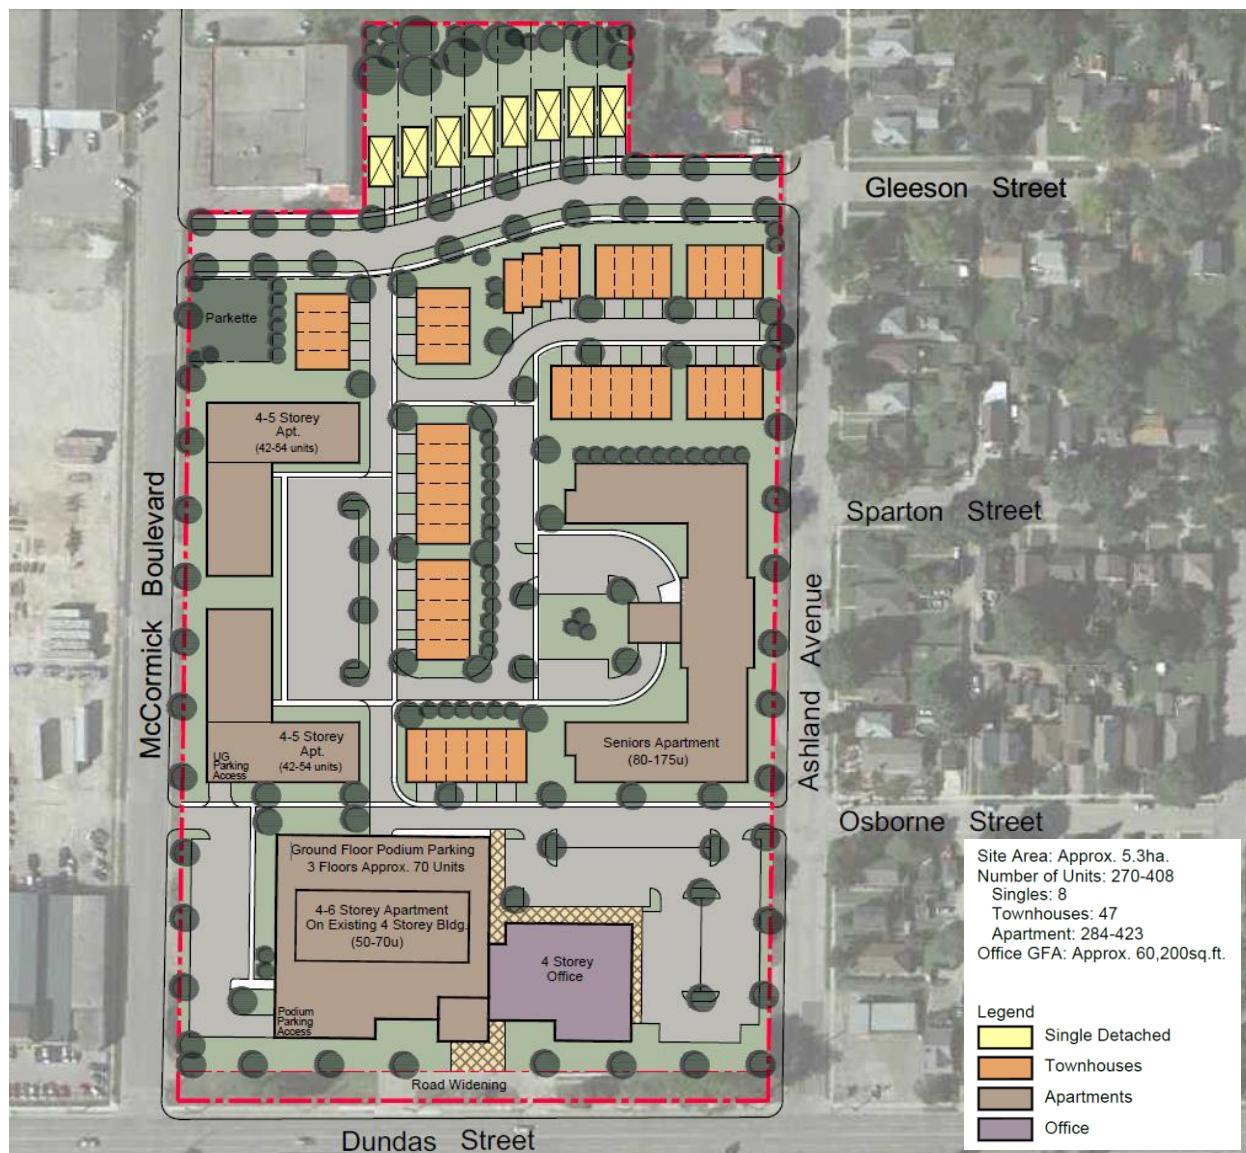 Gleeson Street
Parkette
4-5 Storey
Apt.
(42-54 units)
McCormick Boulevard
Sparton Street
Ashland Avenue
4-5 Storey
Apt.
(42-54 units)
UG
Parking
Access
Seniors Apartment
(80-175u)
Osborne Street
Ground Floor Podium Parking
3 Floors Approx. 70 Units
4-6 Storey Apartment
On Existing 4 Storey Bldg.
(50-70u)
4 Storey
Office
Podium
Parking
Access
Road Widening
Dundas Street
Site Area: Approx. 5.3ha.
Number of Units: 270-408
Singles: 8
Townhouses: 47
Apartment: 284-423
Office GFA: Approx. 60,200sq.ft.
Legend
Single Detached
Townhouses
Apartments
Office